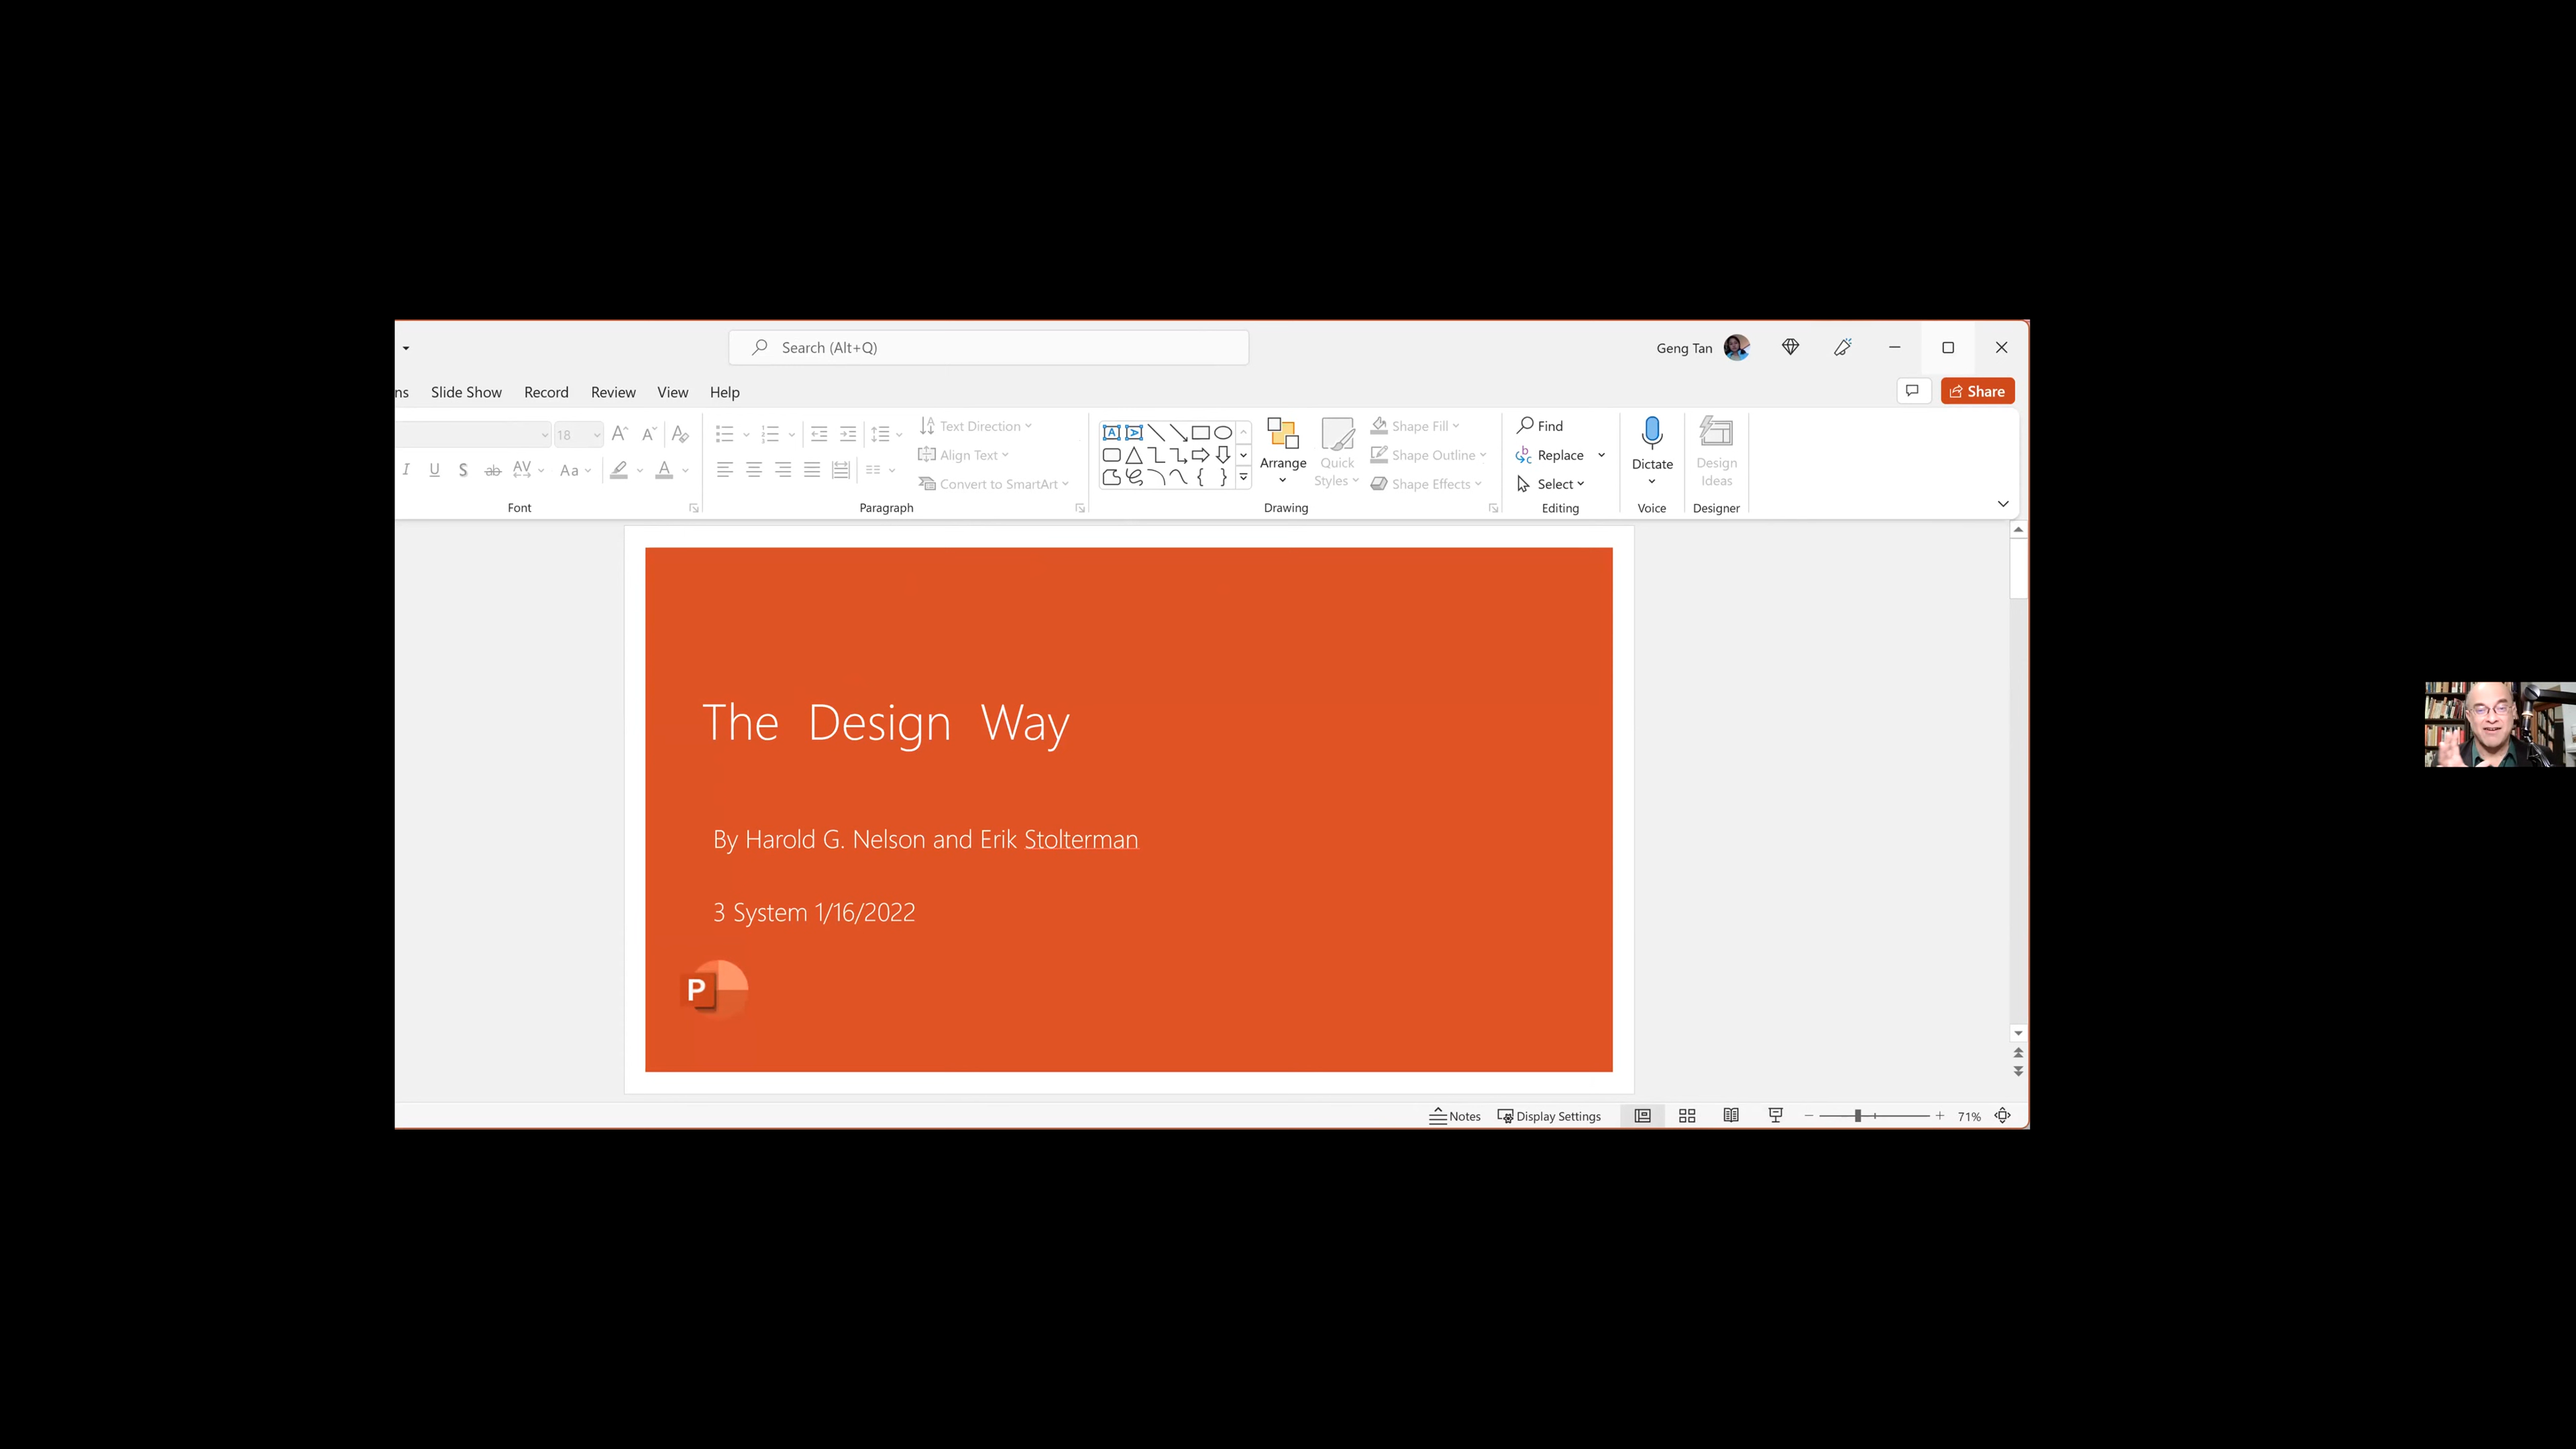 Search (Alt+Q)
Geng Tan
ns Slide Show Record Review View Help
Share
18
Text Direction
Align Text
Convert to SmartArt
Arrange
Quick
Styles
Shape Fill
Shape Outline
Shape Effects
Find
Replace
Select
Dictate
Design
Ideas
Font Paragraph Drawing Editing Voice Designer
The Design Way
By Harold G. Nelson and Erik Stolterman
3 System 1/16/2022
P
Notes Display Settings 71%